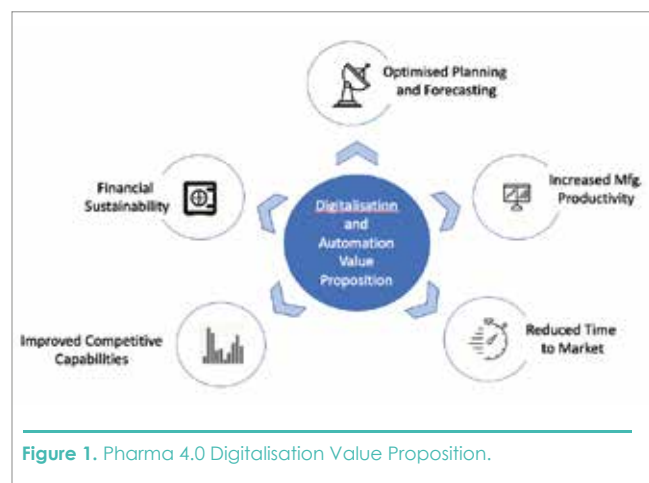 Optimised Planning
and Forecasting
Financial
Sustainability
Increased Mfg.
Productivity
Digitalisation
and
Automation
Value
Proposition
Improved Competitive
Capabilities
Reduced Time
to Market
Figure 1. Pharma 4.0 Digitalisation Value Proposition.